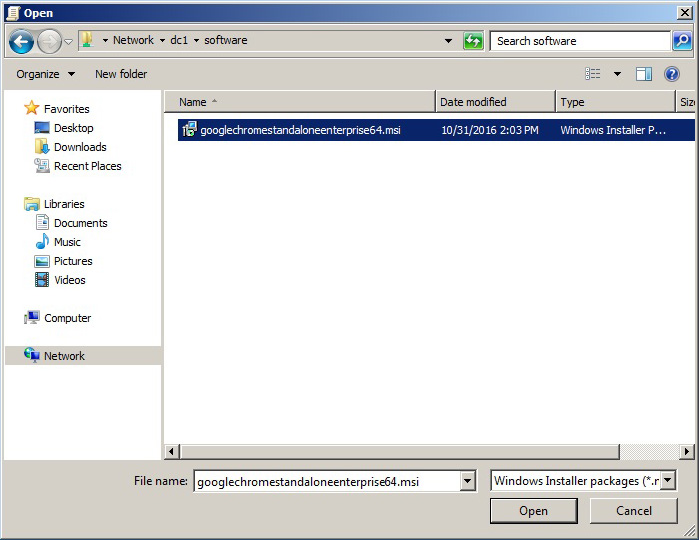 Open
Network dc1 software
Search software
Organize New folder
Name Date modified Type Siz
googlechromestandaloneenterprise64.msi 10/31/2016 2:03 PM Windows Installer P...
Favorites
Desktop
Downloads
Recent Places
Libraries
Documents
Music
Pictures
Videos
Computer
Network
File name: googlechromestandaloneenterprise64.msi Windows Installer packages (*.r
Open Cancel